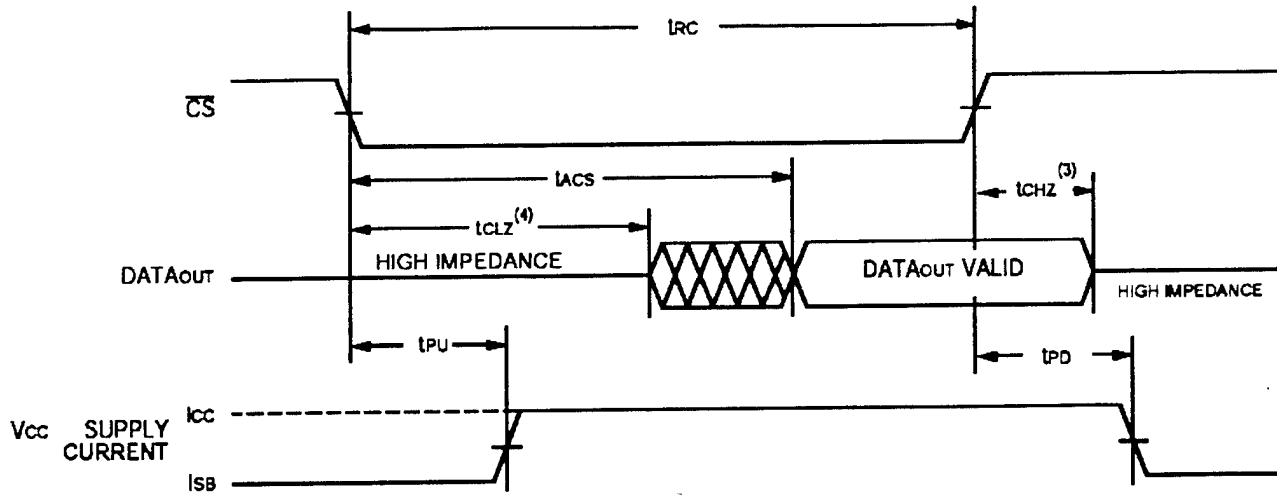 tRC
CS
tACS
tCHZ(3)
tCLZ(4)
HIGH IMPEDANCE
DATAOUT
DATAOUT VALID
HIGH IMPEDANCE
tPU
tPD
ICC
VCC SUPPLY
CURRENT
ISB